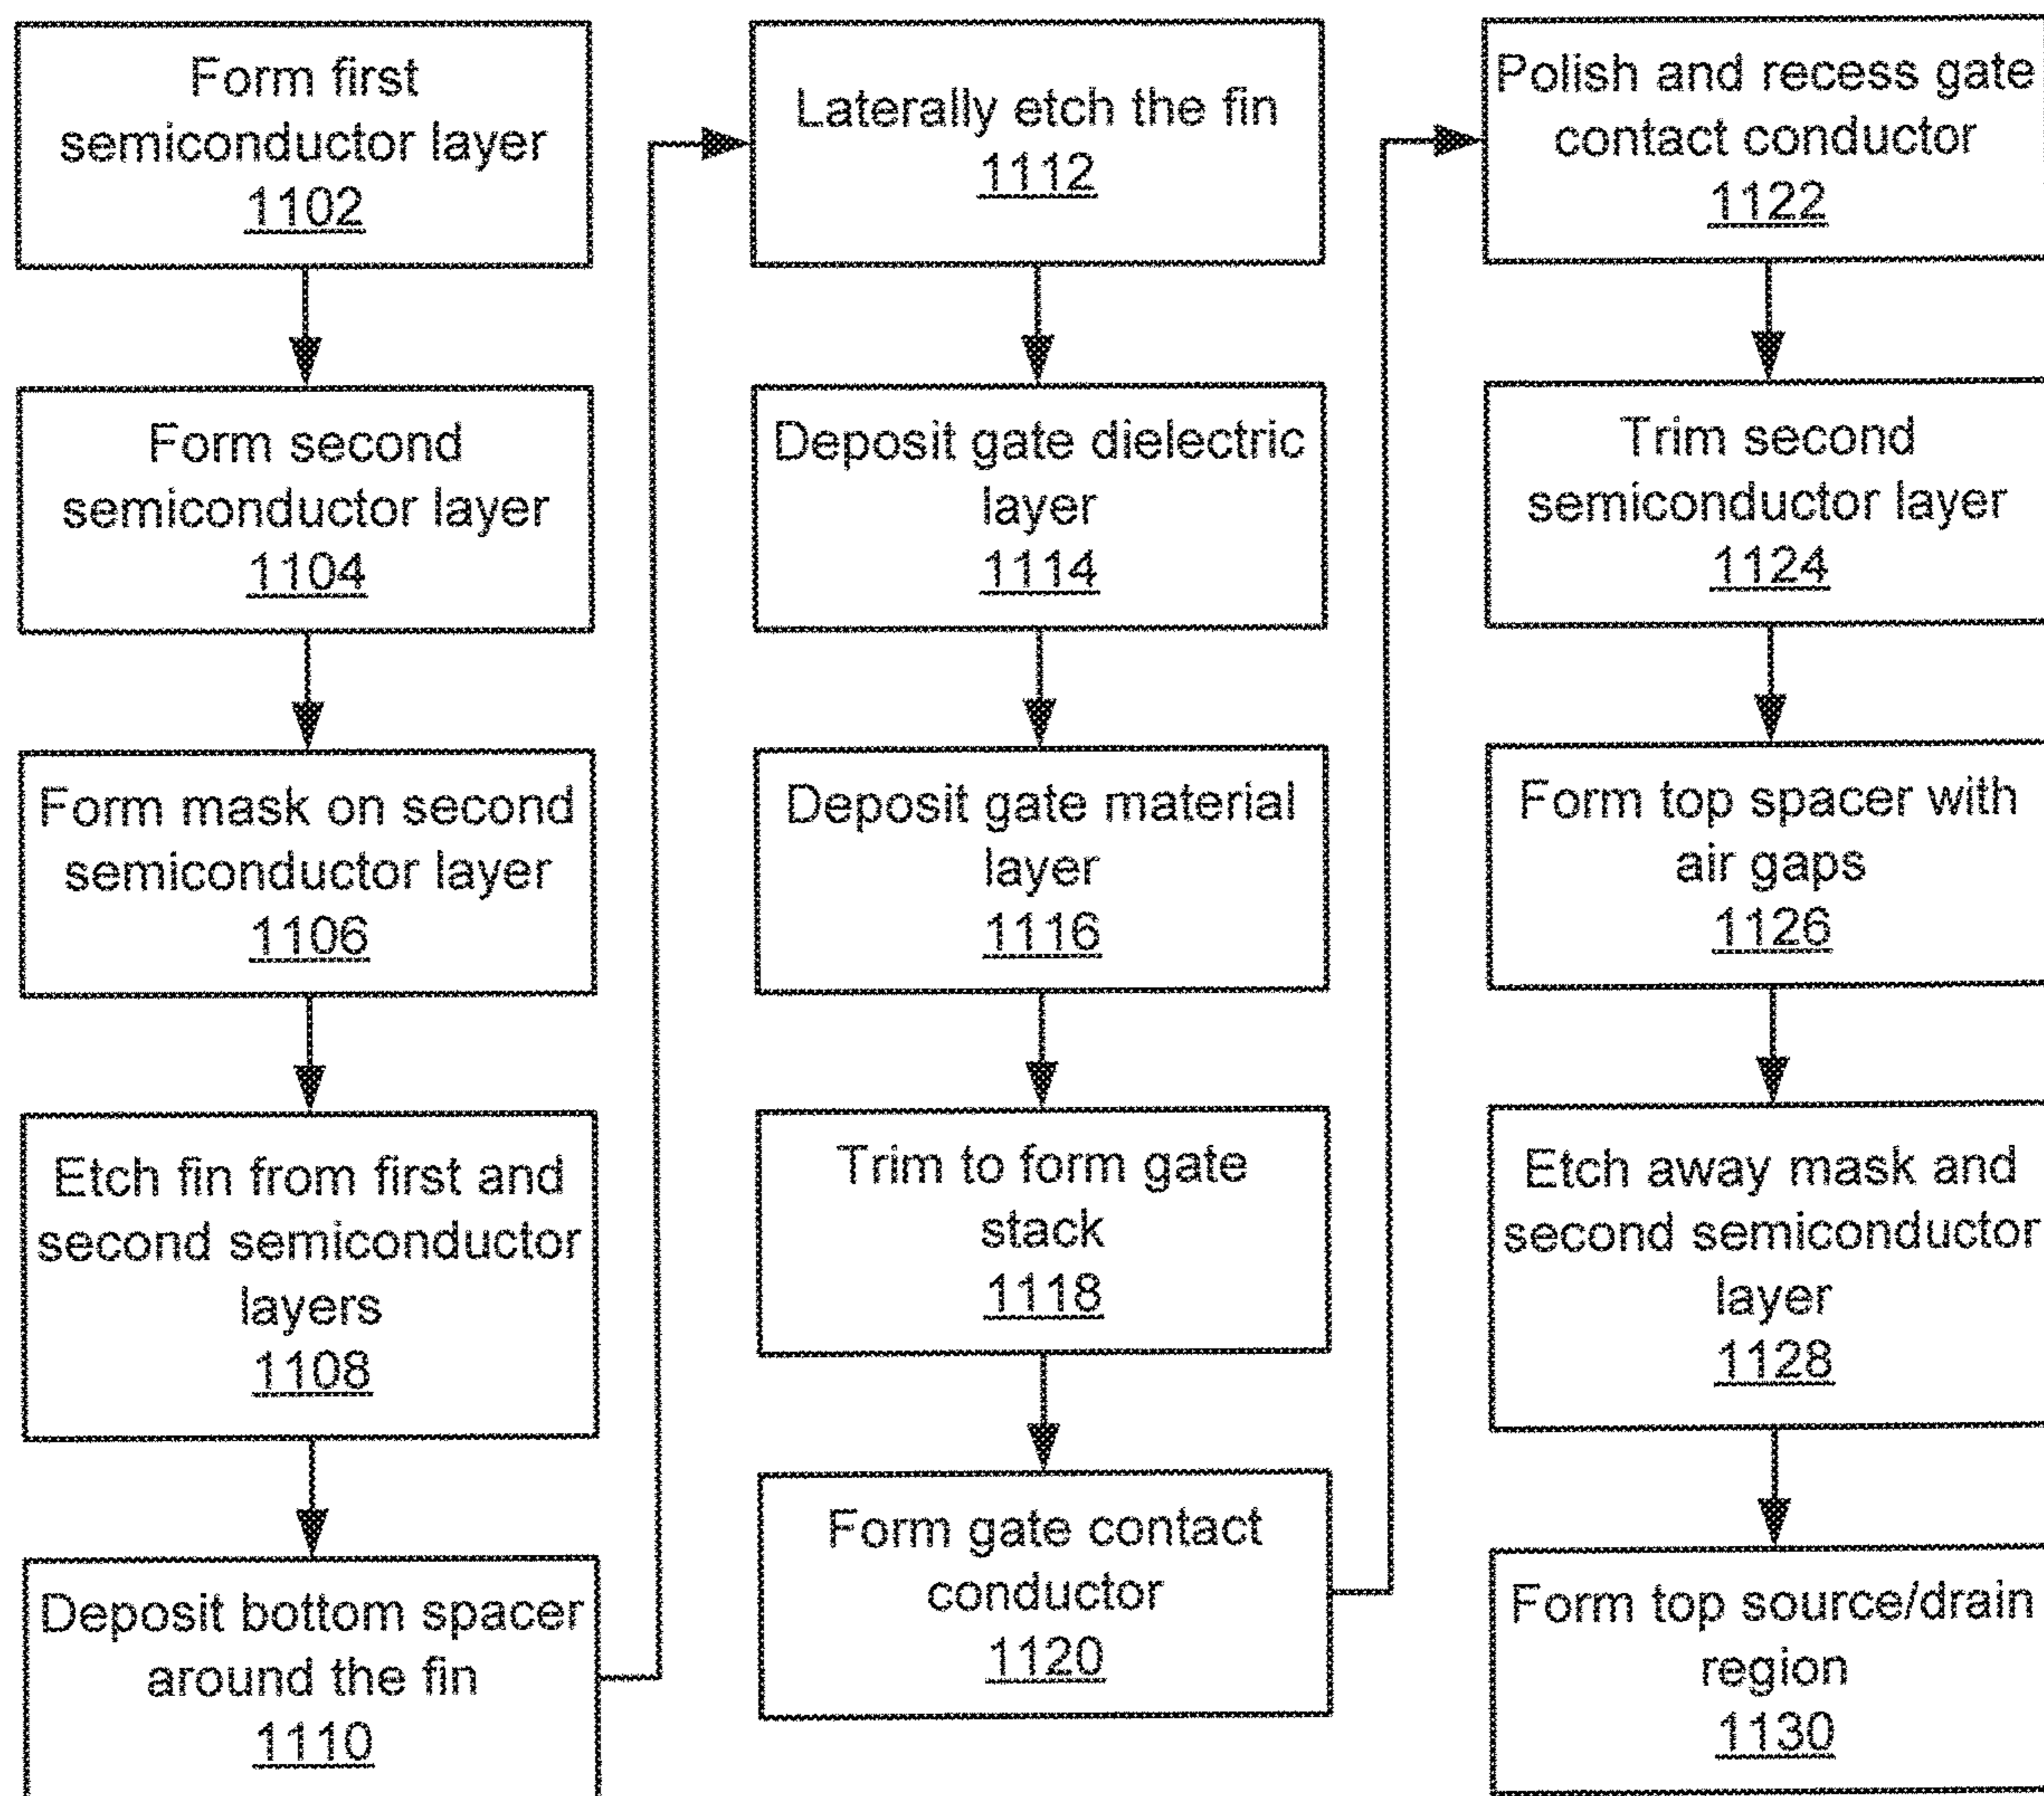 Form first
semiconductor layer
1102
Form second
semiconductor layer
1104
Form mask on second
semiconductor layer
1106
Etch fin from first and
second semiconductor
layers
1108
Deposit bottom spacer
around the fin
1110
Laterally etch the fin
1112
Deposit gate dielectric
layer
1114
Deposit gate material
layer
1116
Trim to form gate
stack
1118
Form gate contact
conductor
1120
Polish and recess gate
contact conductor
1122
Trim second
semiconductor layer
1124
Form top spacer with
air gaps
1126
Etch away mask and
second semiconductor
layer
1128
Form top source/drain
region
1130